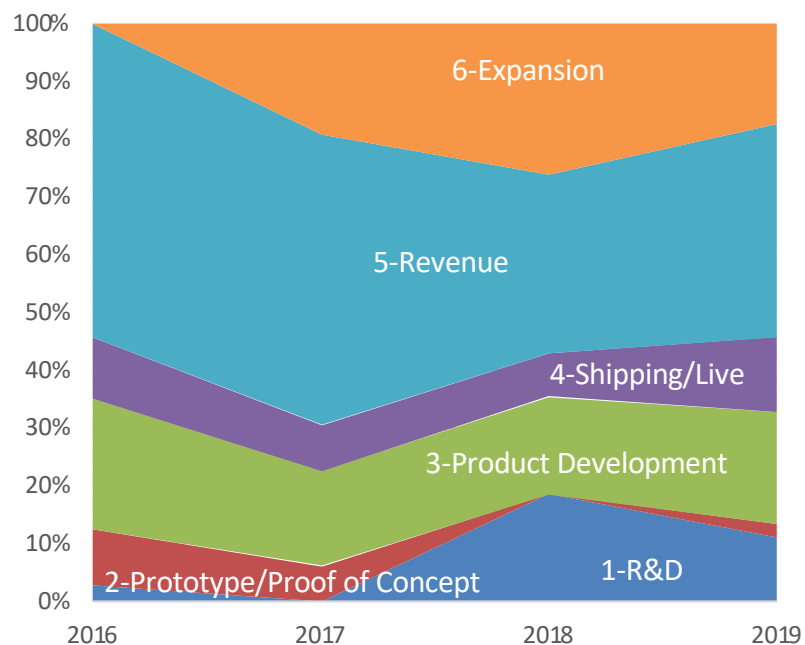 100%
90%
80%
70%
60%
50%
40%
30%
20%
10%
0%
6-Expansion
5-Revenue
4-Shipping/Live
3-Product Development
2-Prototype/Proof of Concept
1-R&D
2016 2017 2018 2019